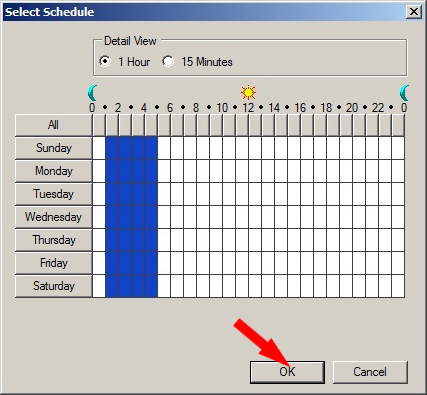 Select Schedule
Detail View
1 Hour 15 Minutes
0 • 2 • 4 • 6 • 8 • 10 • 12 • 14 • 16 • 18 • 20 • 22 • 0
All
Sunday
Monday
Tuesday
Wednesday
Thursday
Friday
Saturday
OK Cancel